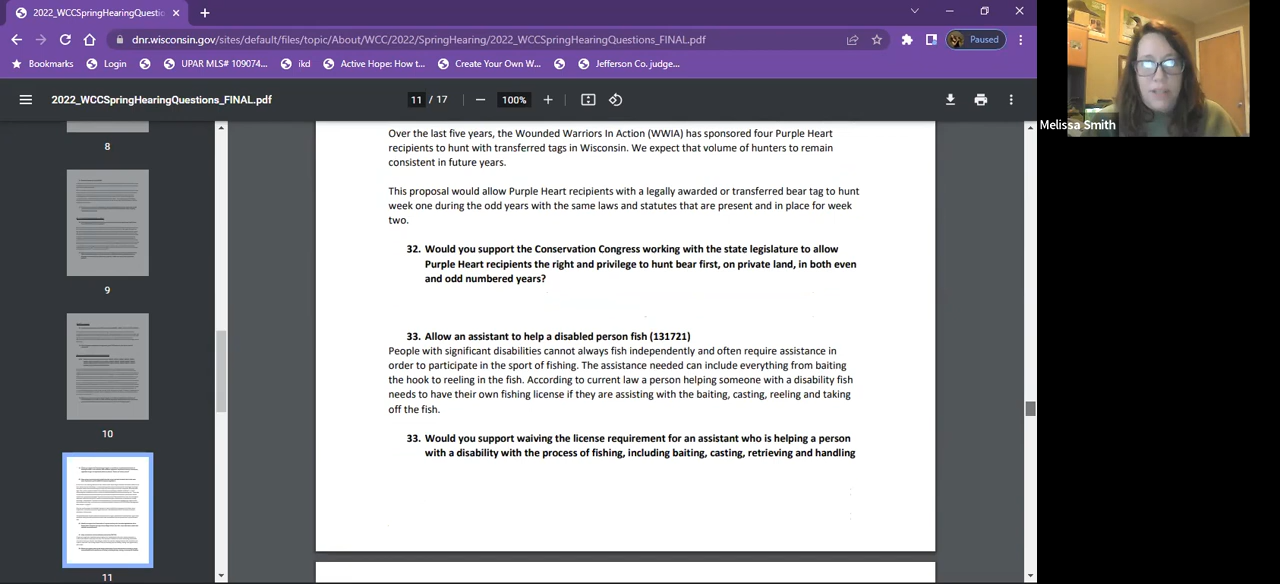 2022_WCCSpringHearingQuestio
dnr.wisconsin.gov/sites/default/files/topic/About/WCC/2022/SpringHearing/2022_WCCSpringHearingQuestions_FINAL.pdf
Paused
Bookmarks
Login
UPAR MLS# 109074...
ikd
Active Hope: How t...
Create Your Own W...
Jefferson Co. judge...
2022_WCCSpringHearingQuestions_FINAL.pdf
11 / 17
100%
8
9
10
11
Over the last five years, the Wounded Warriors In Action (WWIA) has sponsored four Purple Heart
recipients to hunt with transferred tags in Wisconsin. We expect that volume of hunters to remain
consistent in future years.
This proposal would allow Purple Heart recipients with a legally awarded or transferred bear tag to hunt
week one during the odd years with the same laws and statutes that are present and in place for week
two.
32. Would you support the Conservation Congress working with the state legislature to allow
Purple Heart recipients the right and privilege to hunt bear first, on private land, in both even
and odd numbered years?
33. Allow an assistant to help a disabled person fish (131721)
People with significant disabilities cannot always fish independently and often require assistance in
order to participate in the sport of fishing. The assistance needed can include everything from baiting
the hook to reeling in the fish. According to current law a person helping someone with a disability fish
needs to have their own fishing license if they are assisting with the baiting, casting, reeling and taking
off the fish.
33. Would you support waiving the license requirement for an assistant who is helping a person
with a disability with the process of fishing, including baiting, casting, retrieving and handling
Melissa Smith